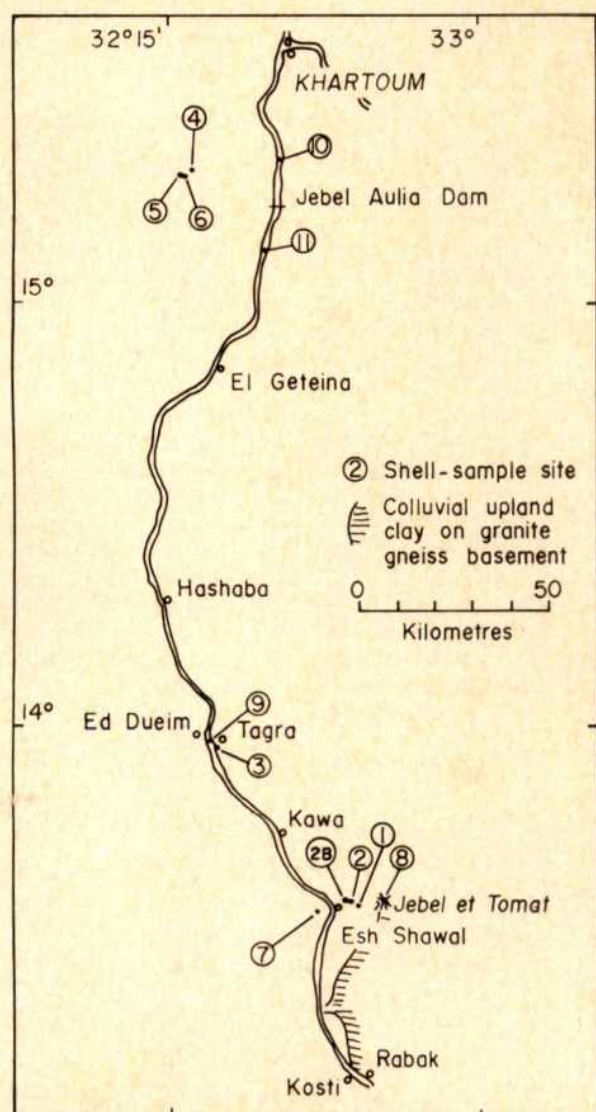 32°15'
33°
KHARTOUM
④
⑩
⑤
⑥
Jebel Aulia Dam
⑪
15°
El Geteina
② Shell-sample site
Colluvial upland
clay on granite
gneiss basement
0 50
Kilometres
Hashaba
14°
⑨
Ed Dueim
Tagra
③
Kawa
2B
②
①
⑧
Jebel et Tomat
Esh Shawal
⑦
Rabak
Kosti